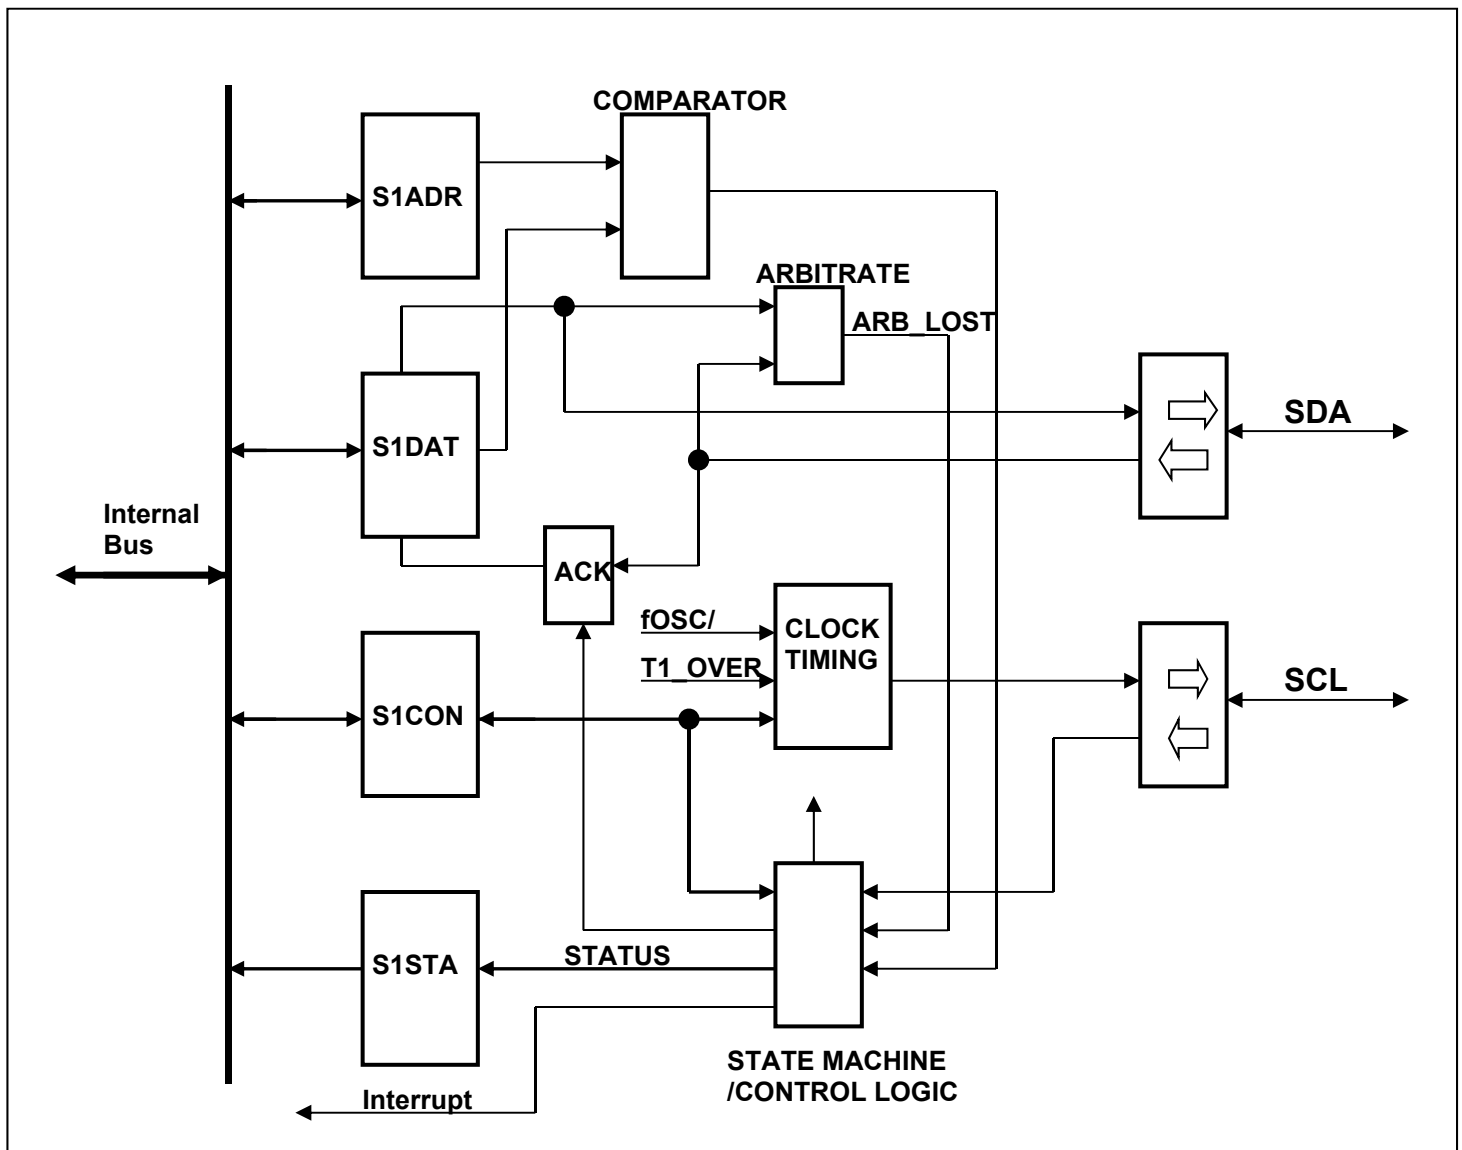 COMPARATOR
S1ADR
ARBITRATE
ARB_LOST
SDA
S1DAT
Internal
Bus
ACK
fOSC/
CLOCK
TIMING
T1_OVER
SCL
S1CON
STATUS
S1STA
STATE MACHINE
/CONTROL LOGIC
Interrupt